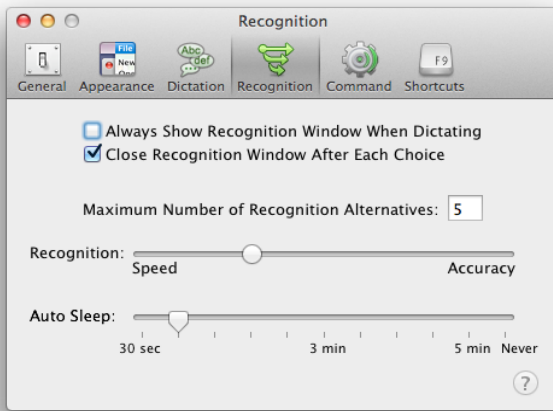 Recognition
File
New
One
Abc
def
F9
General Appearance Dictation Recognition Command Shortcuts
Always Show Recognition Window When Dictating
Close Recognition Window After Each Choice
Maximum Number of Recognition Alternatives: 5
Recognition:
Speed Accuracy
Auto Sleep:
30 sec 3 min 5 min Never
?